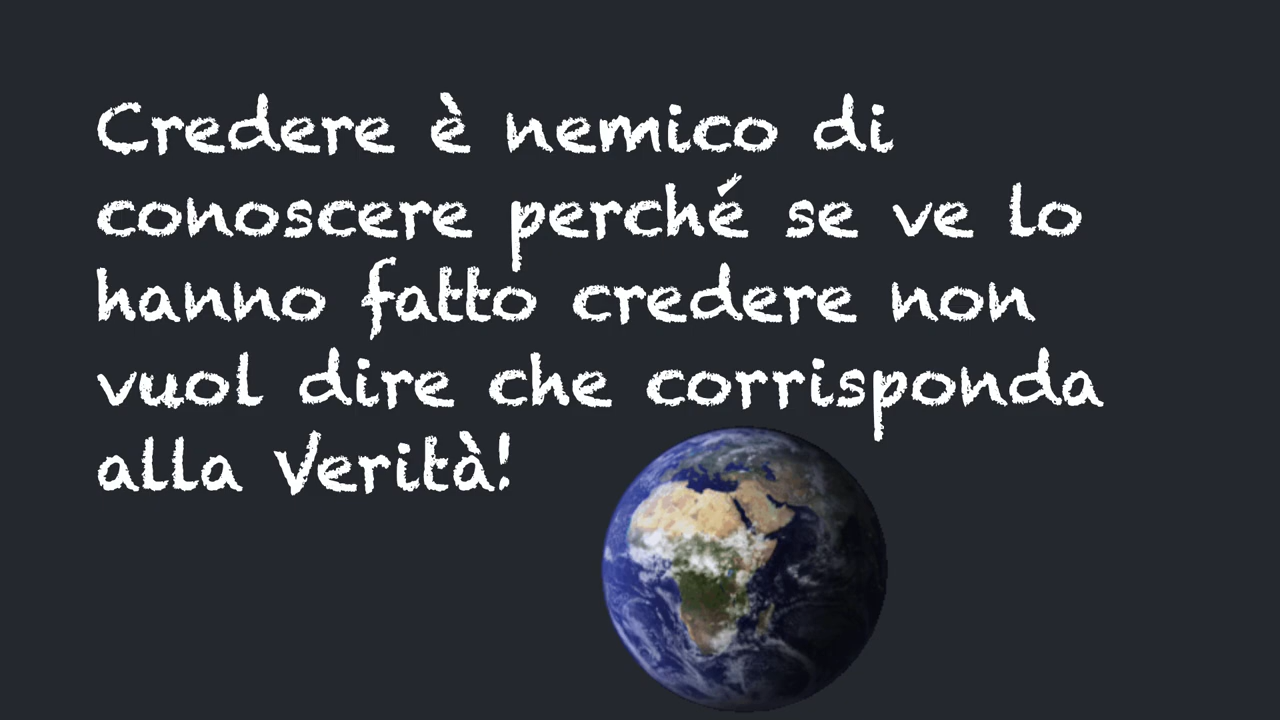 Credere è nemico di
conoscere perché se ve lo
hanno fatto credere non
vuol dire che corrisponda
alla Verità!